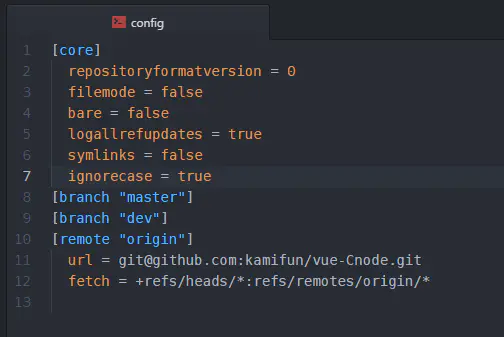 config
1 [core]
2 repositoryformatversion = 0
3 filemode = false
4 bare = false
5 logallrefupdates = true
6 symlinks = false
7 ignorecase = true
8 [branch "master"]
9 [branch "dev"]
10 [remote "origin"]
11 url = git@github.com:kamifun/vue-Cnode.git
12 fetch = +refs/heads/*:refs/remotes/origin/*
13